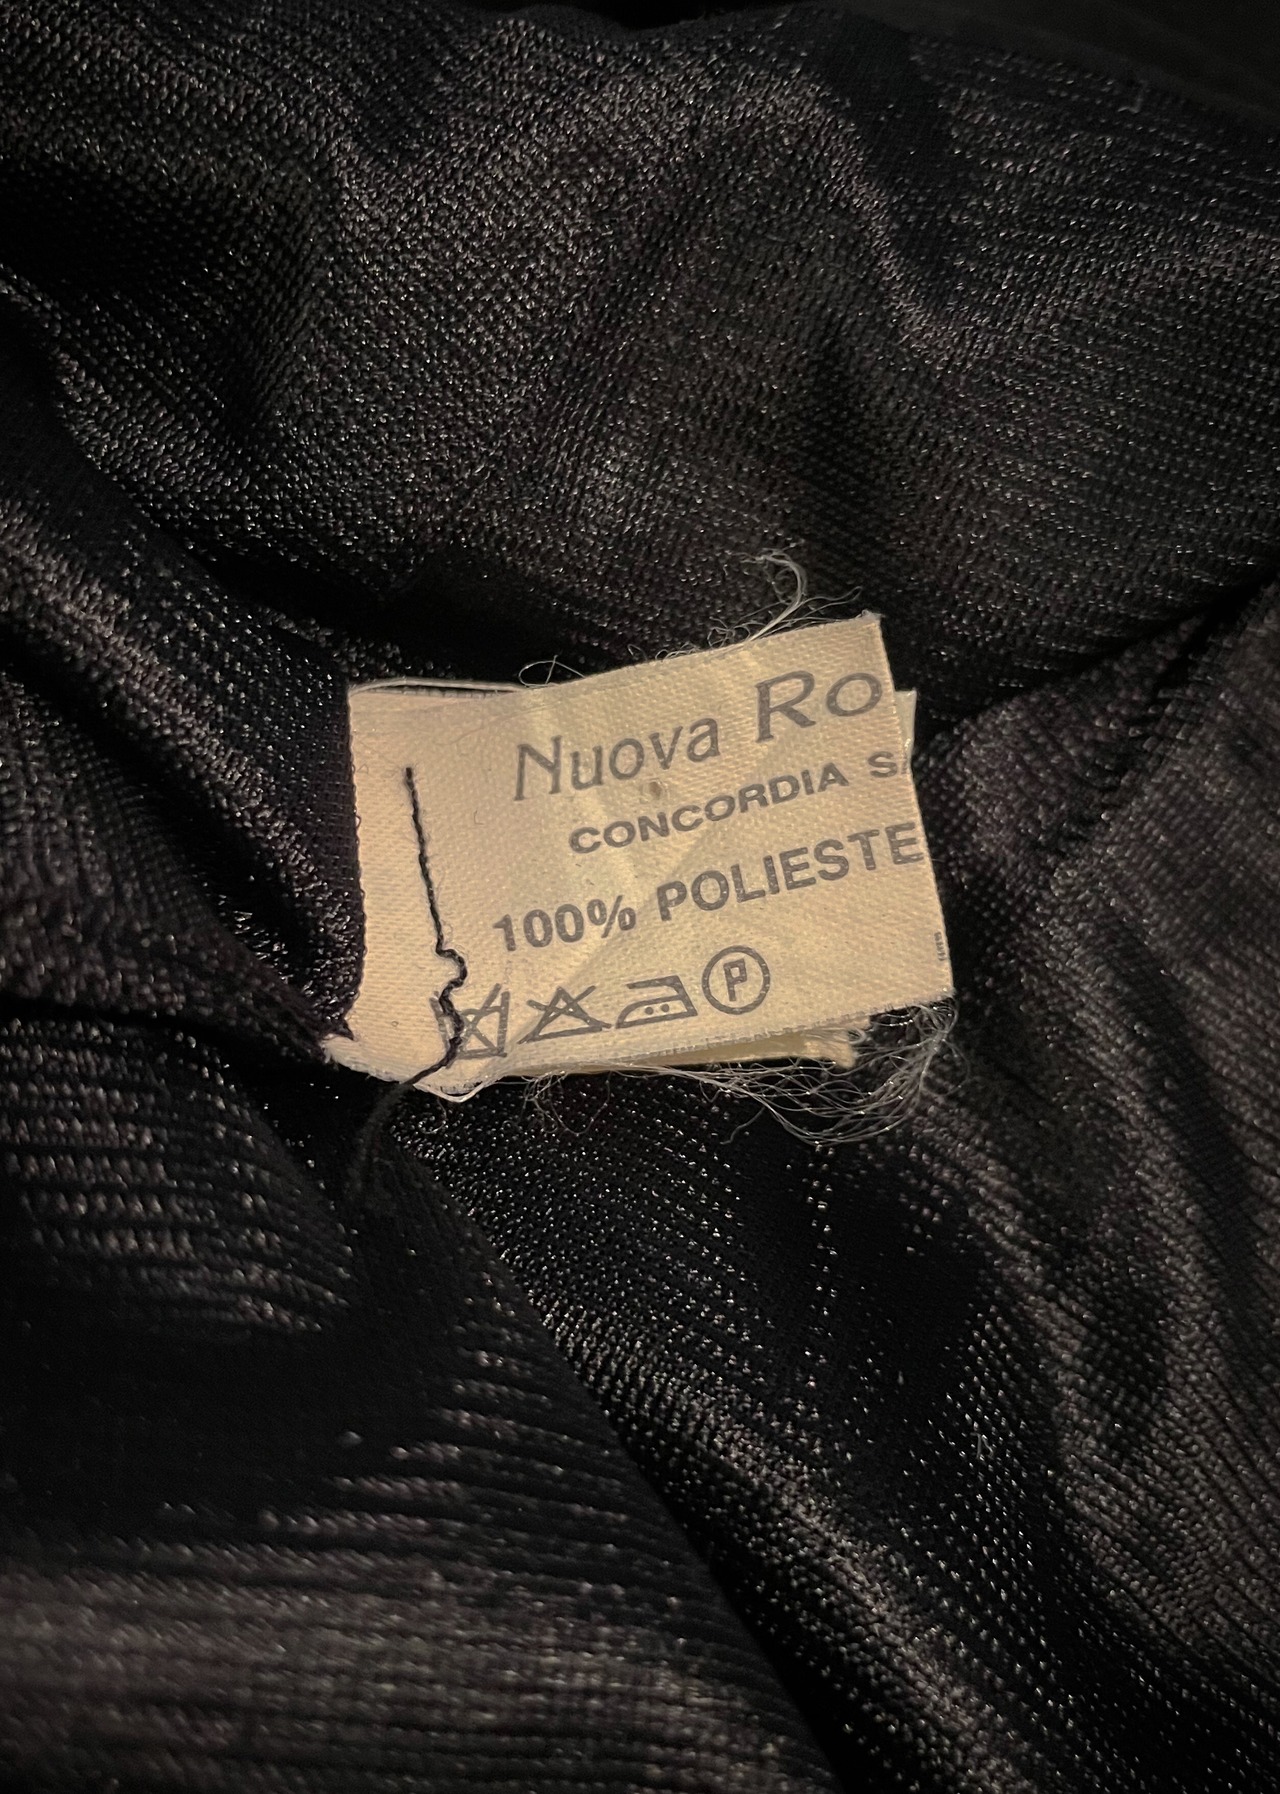 Nuova Ro
CONCORDIA S
100% POLIESTE
P